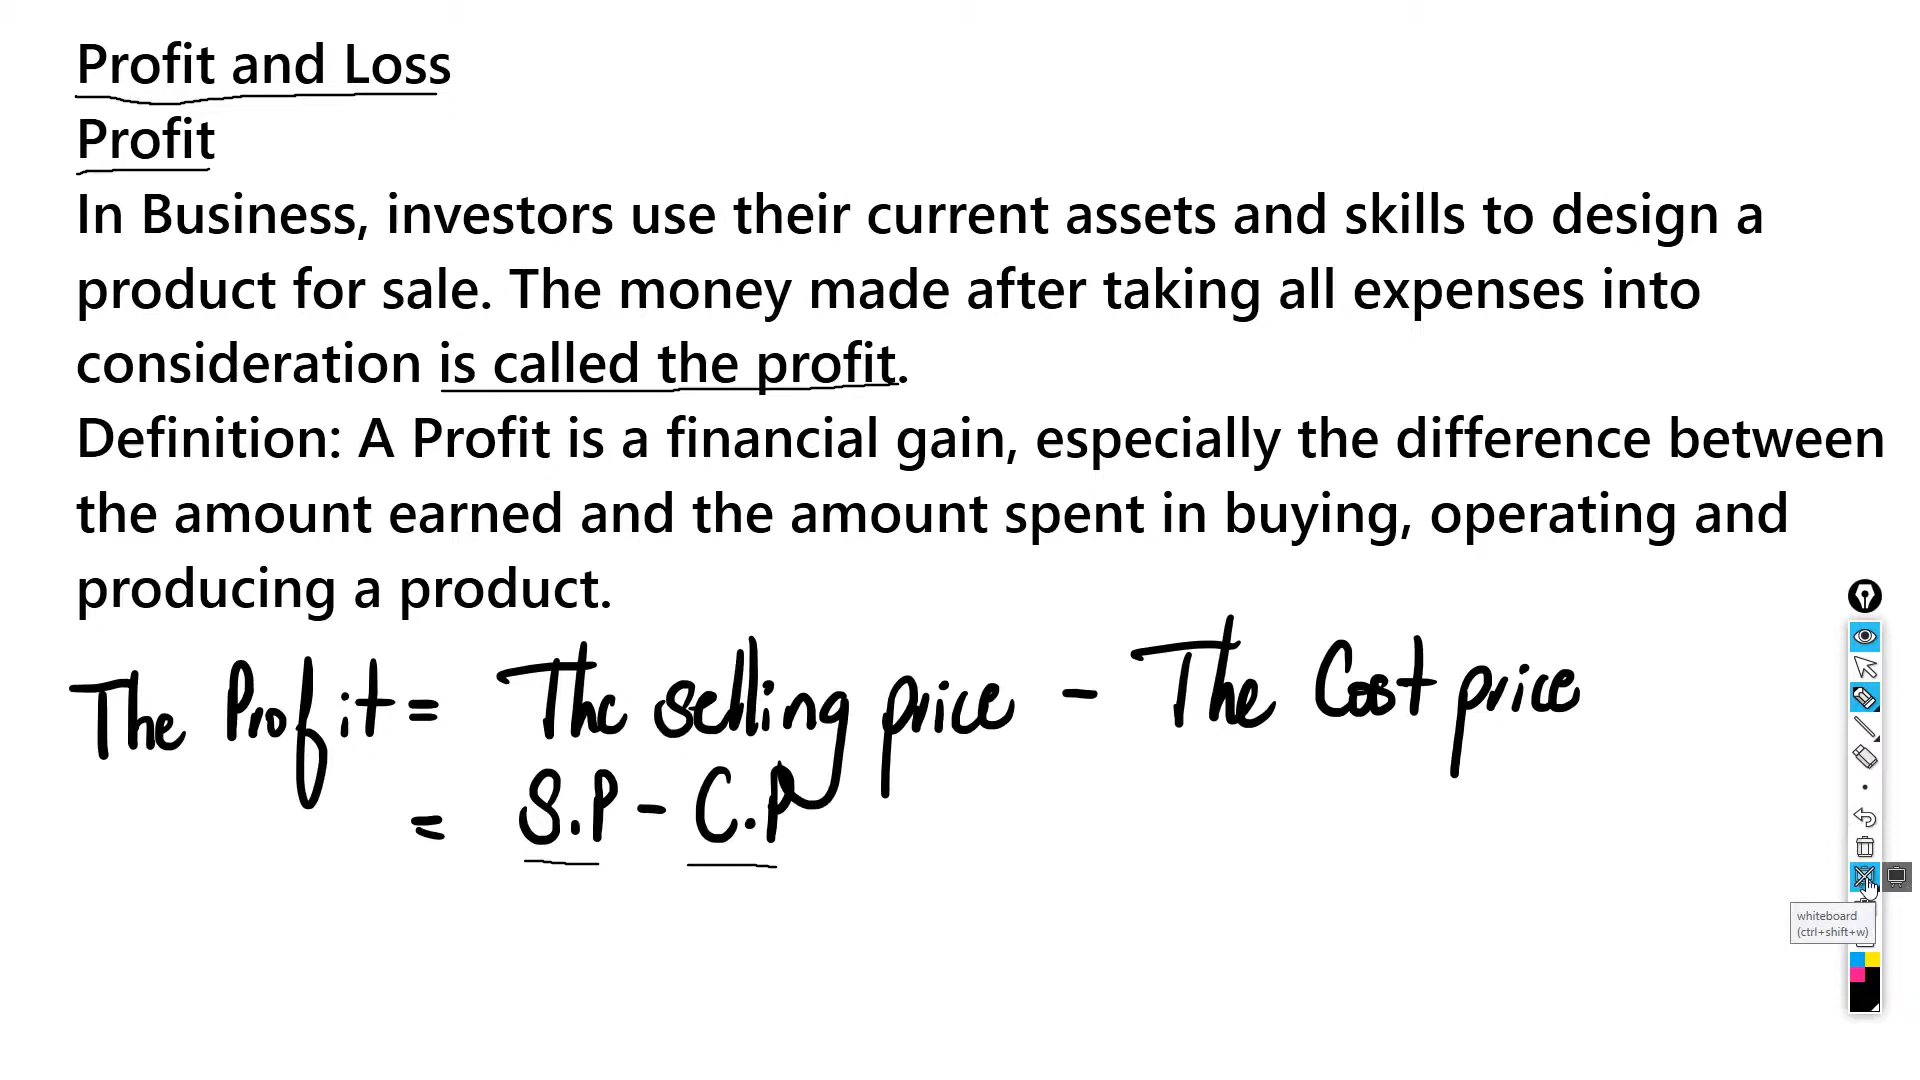 Profit and Loss
Profit
In Business, investors use their current assets and skills to design a
product for sale. The money made after taking all expenses into
consideration is called the profit.
Definition: A Profit is a financial gain, especially the difference between
the amount earned and the amount spent in buying, operating and
producing a product.
The Profit = The selling price - The Cost price
= S.P - C.P
whiteboard
(ctrl+shift+w)